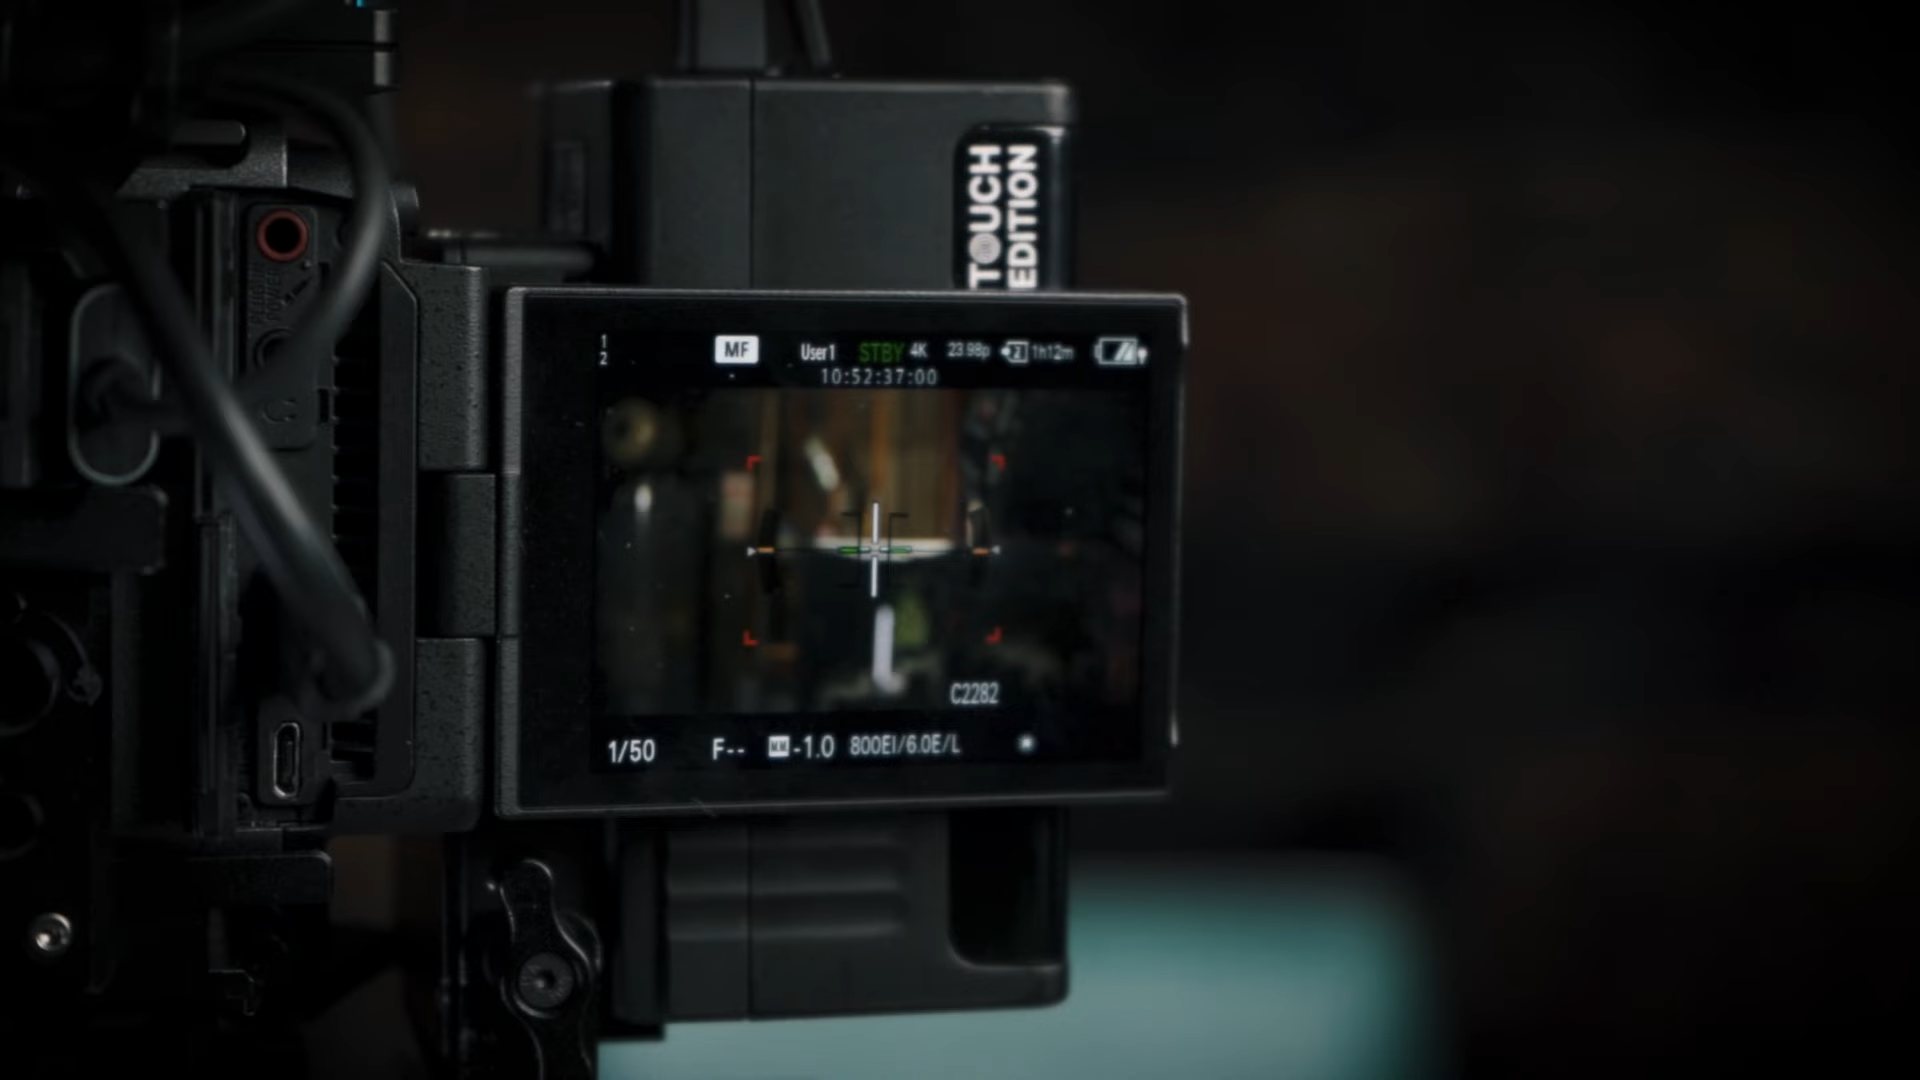 TOUCH
EDITION
1
2
MF
User1
STBY 4K
23.98p
2
1h12m
10:52:37:00
C2282
1/50
F--
-1.0
800EI/6.0E/L